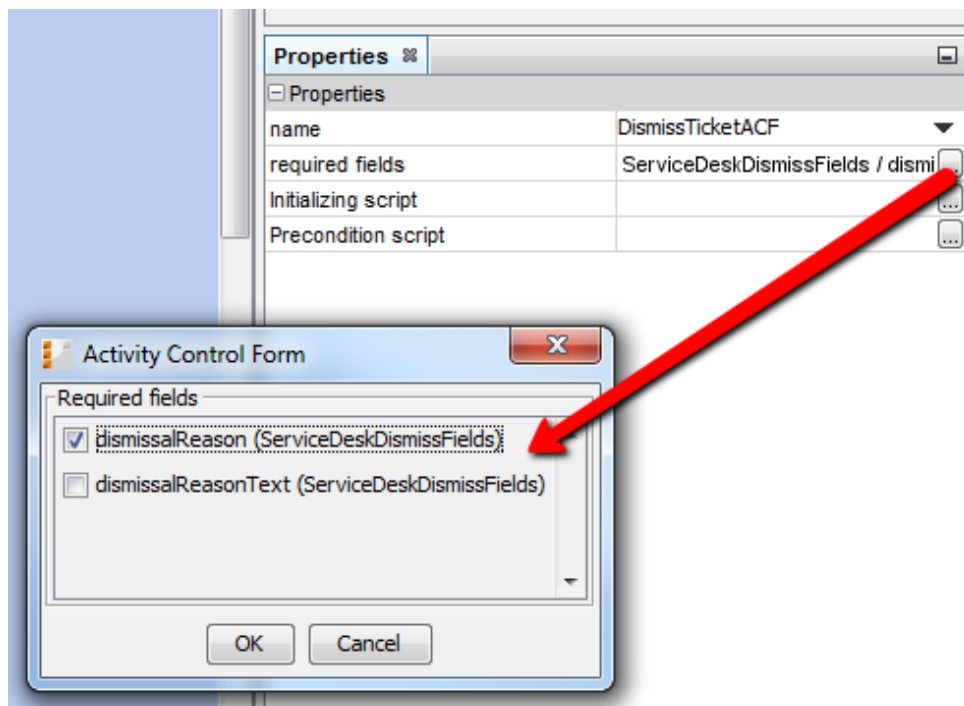 Properties
Properties
name DismissTicketACF
required fields ServiceDeskDismissFields / dismi ...
Initializing script ...
Precondition script ...
Activity Control Form
Required fields
dismissalReason (ServiceDeskDismissFields)
dismissalReasonText (ServiceDeskDismissFields)
OK Cancel